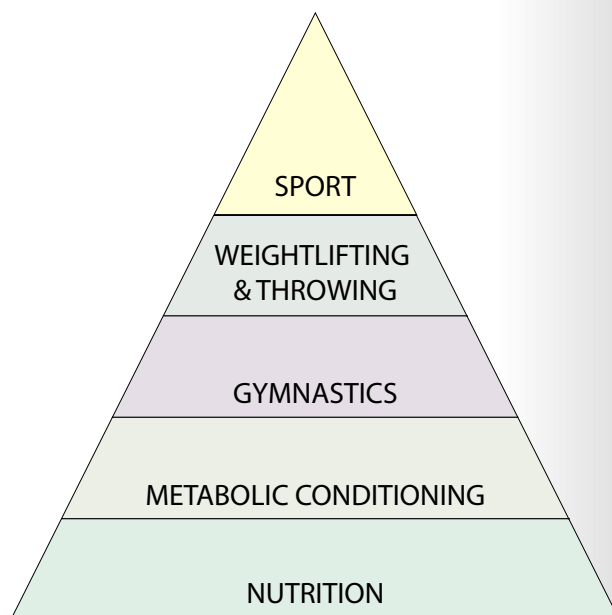 SPORT
WEIGHTLIFTING
& THROWING
GYMNASTICS
METABOLIC CONDITIONING
NUTRITION